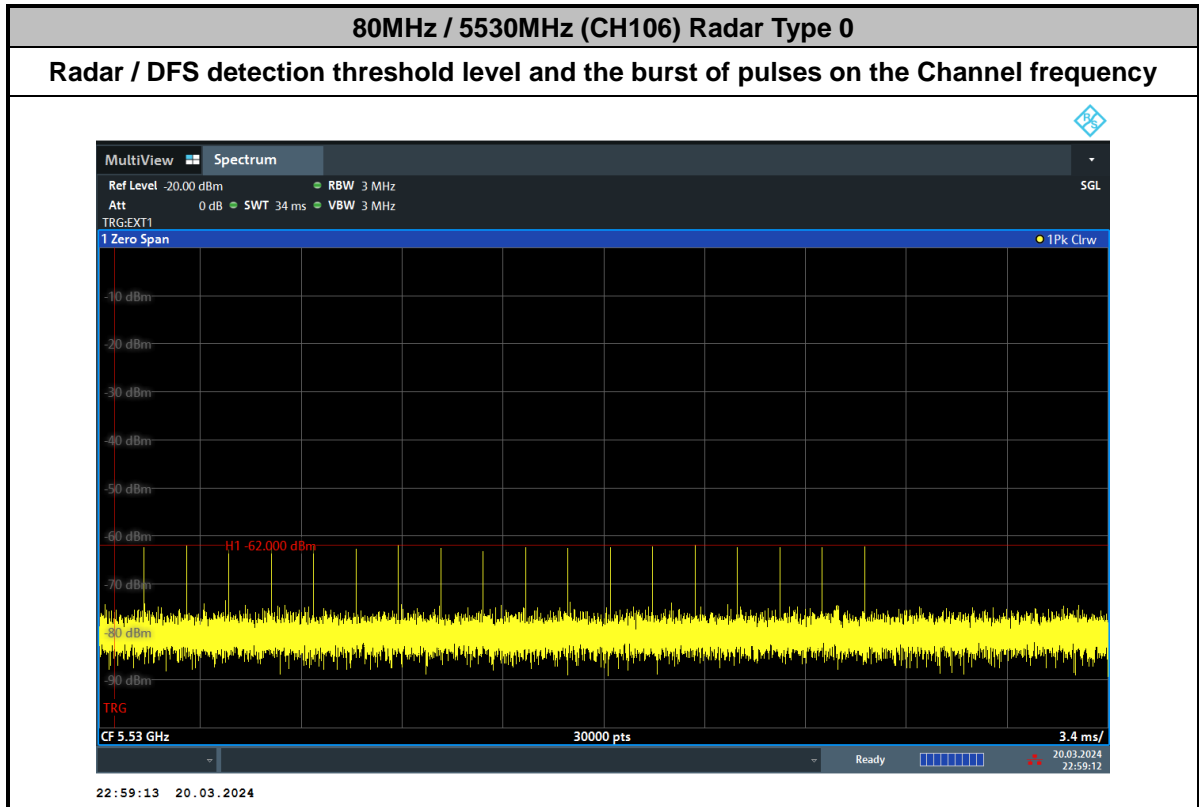 80MHz / 5530MHz (CH106) Radar Type 0
Radar / DFS detection threshold level and the burst of pulses on the Channel frequency
R S
MultiView Spectrum
Ref Level -20.00 dBm RBW 3 MHz SGL
Att 0 dB SWT 34 ms VBW 3 MHz
TRG:EXT1
1 Zero Span 1Pk Clrw
-10 dBm
-20 dBm
-30 dBm
-40 dBm
-50 dBm
-60 dBm
H1 -62.000 dBm
-70 dBm
-80 dBm
-90 dBm
TRG
CF 5.53 GHz 30000 pts 3.4 ms/
Ready 20.03.2024
22:59:12
22:59:13 20.03.2024